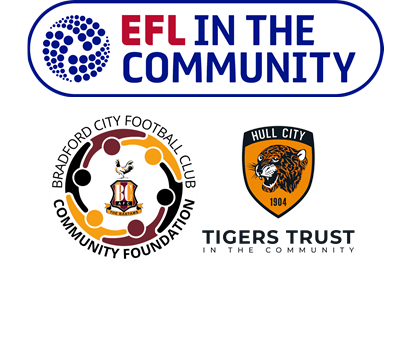 EFL IN THE
COMMUNITY
BRADFORD CITY FOOTBALL CLUB
COMMUNITY FOUNDATION
HULL CITY
1904
TIGERS TRUST
IN THE COMMUNITY